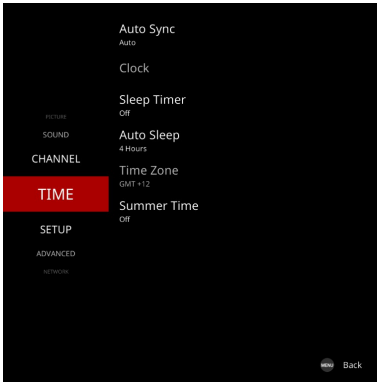 Auto Sync
Auto
Clock
Sleep Timer
Off
Auto Sleep
4 Hours
Time Zone
GMT +12
Summer Time
Off
PICTURE
SOUND
CHANNEL
TIME
SETUP
ADVANCED
NETWORK
MENU Back